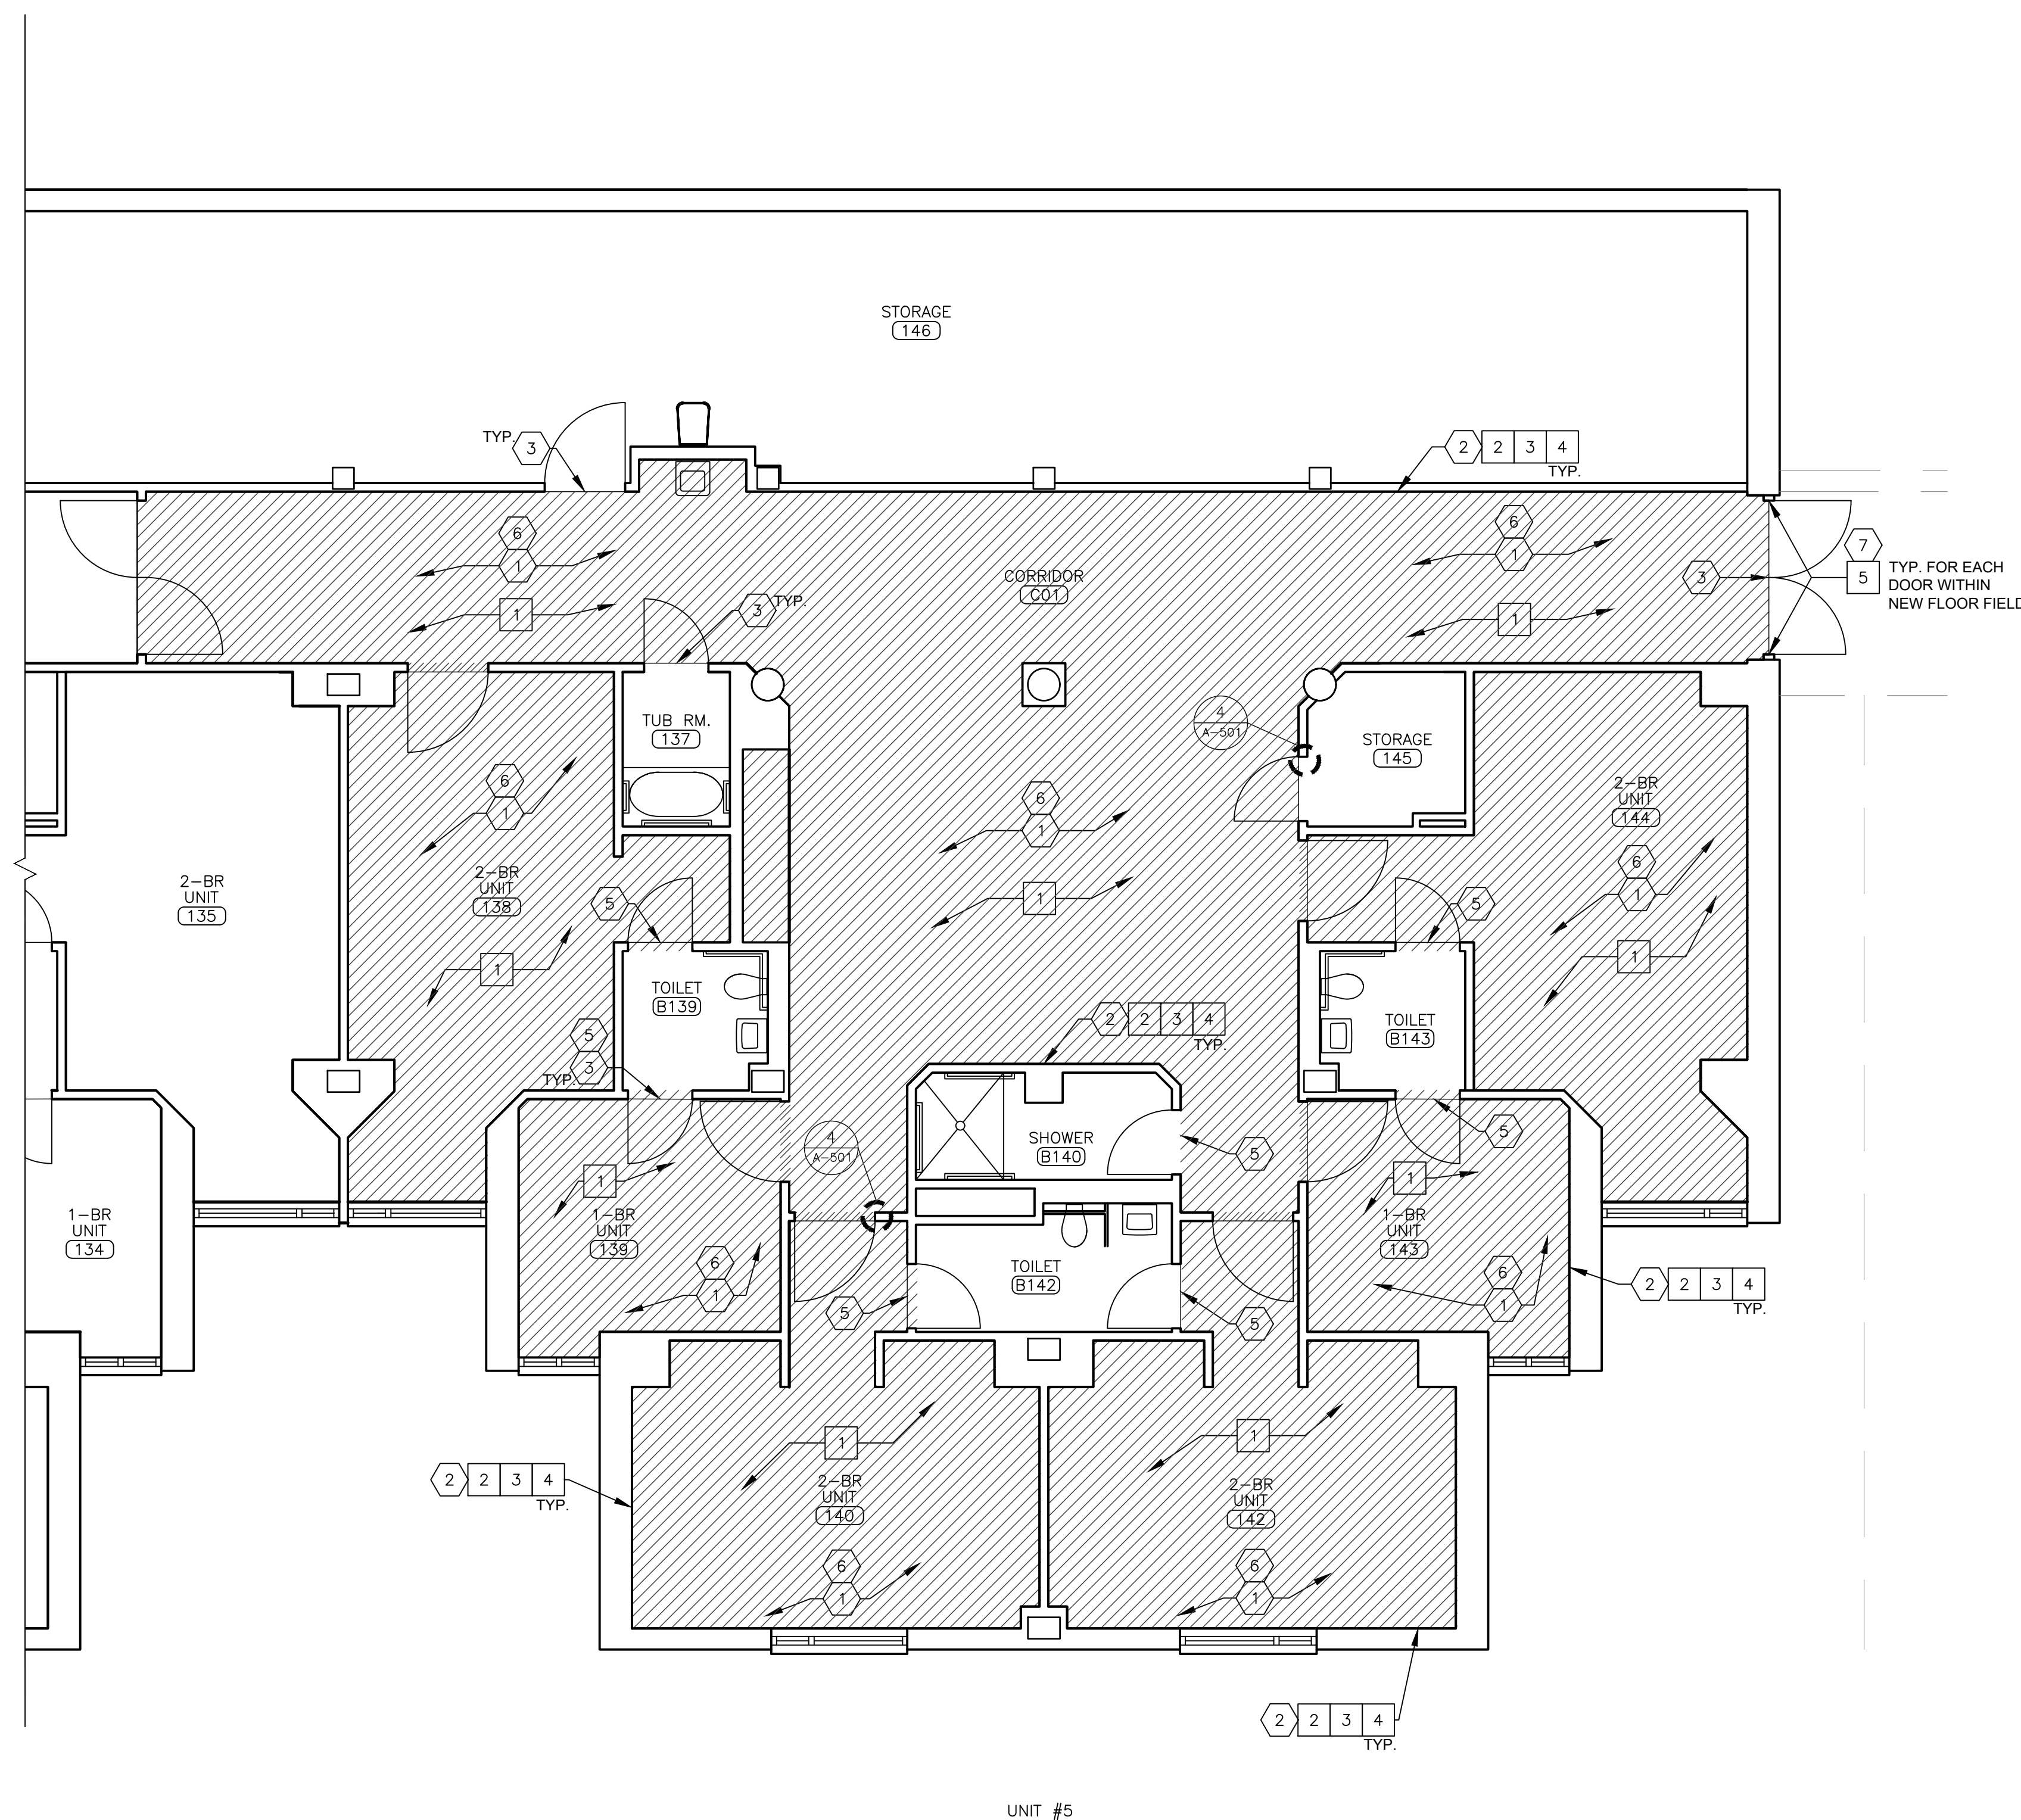 STORAGE
146
TYP.
3
2 2 3 4
TYP.
6
1
6
1
7
5
TYP. FOR EACH
DOOR WITHIN
NEW FLOOR FIELD
3
CORRIDOR
C01
1
3
TYP.
1
4
A-501
TUB RM.
137
STORAGE
145
6
1
6
1
2-BR
UNIT
144
6
1
2-BR
UNIT
135
2-BR
UNIT
138
5
1
5
1
1
TOILET
B139
2 2 3 4
TYP.
TOILET
B143
5
3
TYP.
4
A-501
SHOWER
B140
5
5
1
1
1-BR
UNIT
134
1-BR
UNIT
139
1-BR
UNIT
143
6
1
TOILET
B142
6
1
2 2 3 4
TYP.
5
5
1
1
2 2 3 4
TYP.
2-BR
UNIT
140
2-BR
UNIT
142
6
1
6
1
2 2 3 4
TYP.
UNIT #5